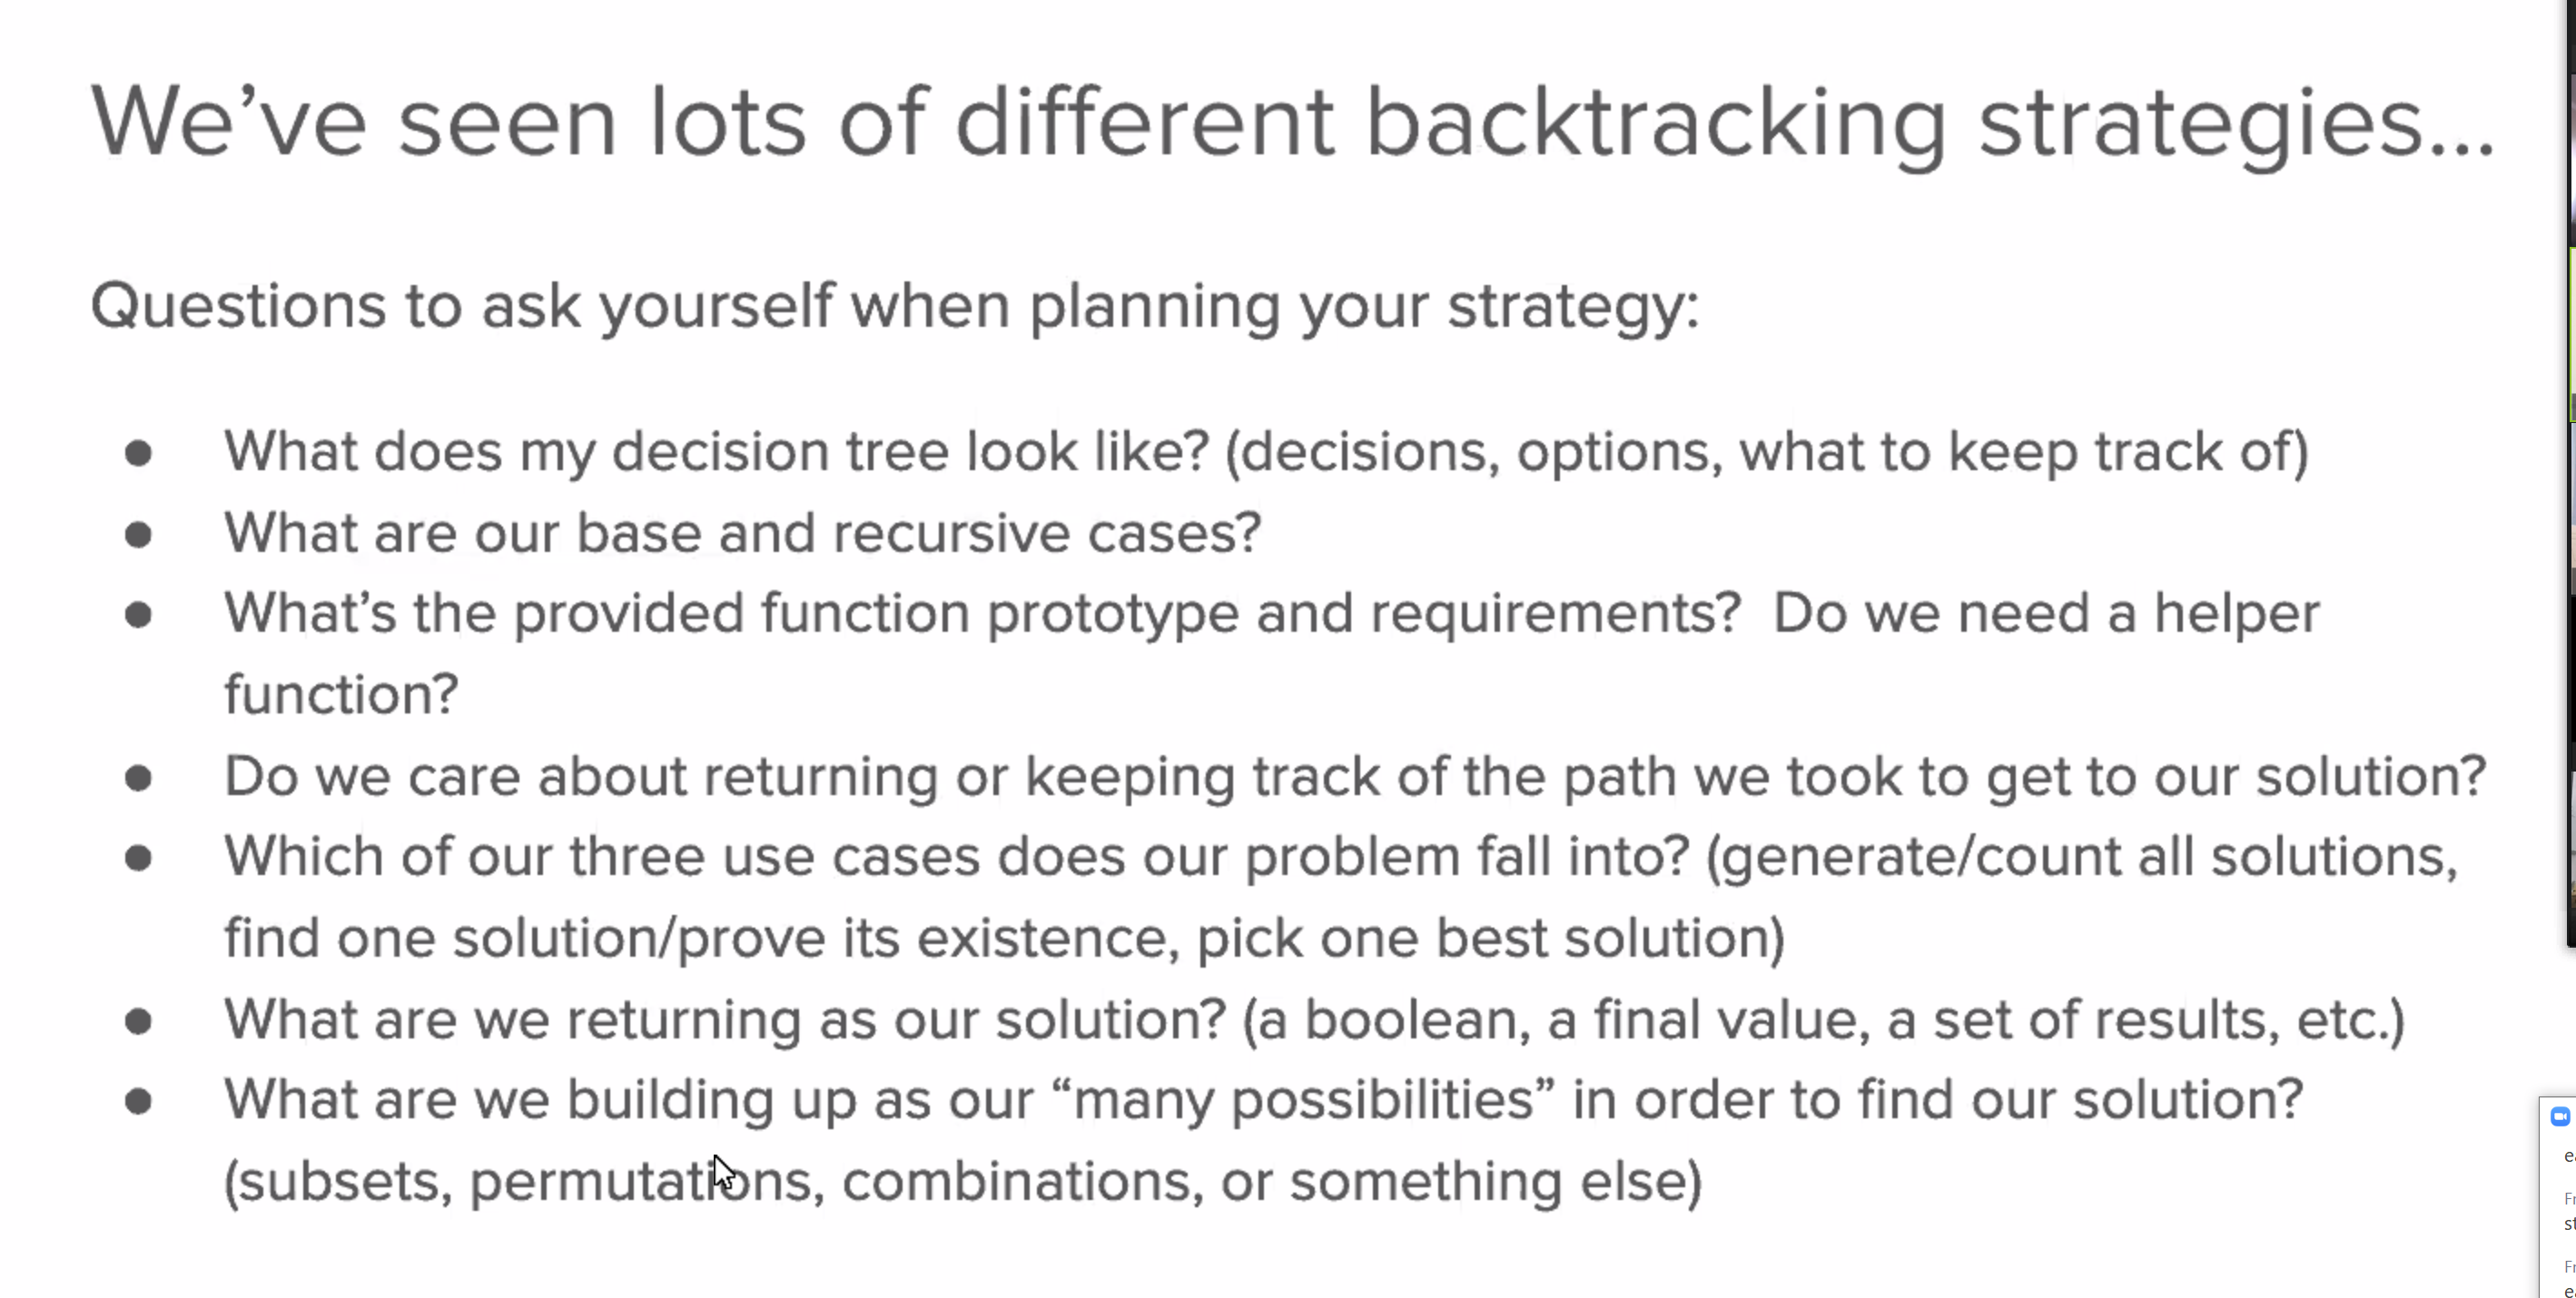 We’ve seen lots of different backtracking strategies...
Questions to ask yourself when planning your strategy:
● What does my decision tree look like? (decisions, options, what to keep track of)
● What are our base and recursive cases?
● What’s the provided function prototype and requirements?  Do we need a helper
function?
● Do we care about returning or keeping track of the path we took to get to our solution?
● Which of our three use cases does our problem fall into? (generate/count all solutions,
find one solution/prove its existence, pick one best solution)
● What are we returning as our solution? (a boolean, a final value, a set of results, etc.)
● What are we building up as our “many possibilities” in order to find our solution?
(subsets, permutations, combinations, or something else)